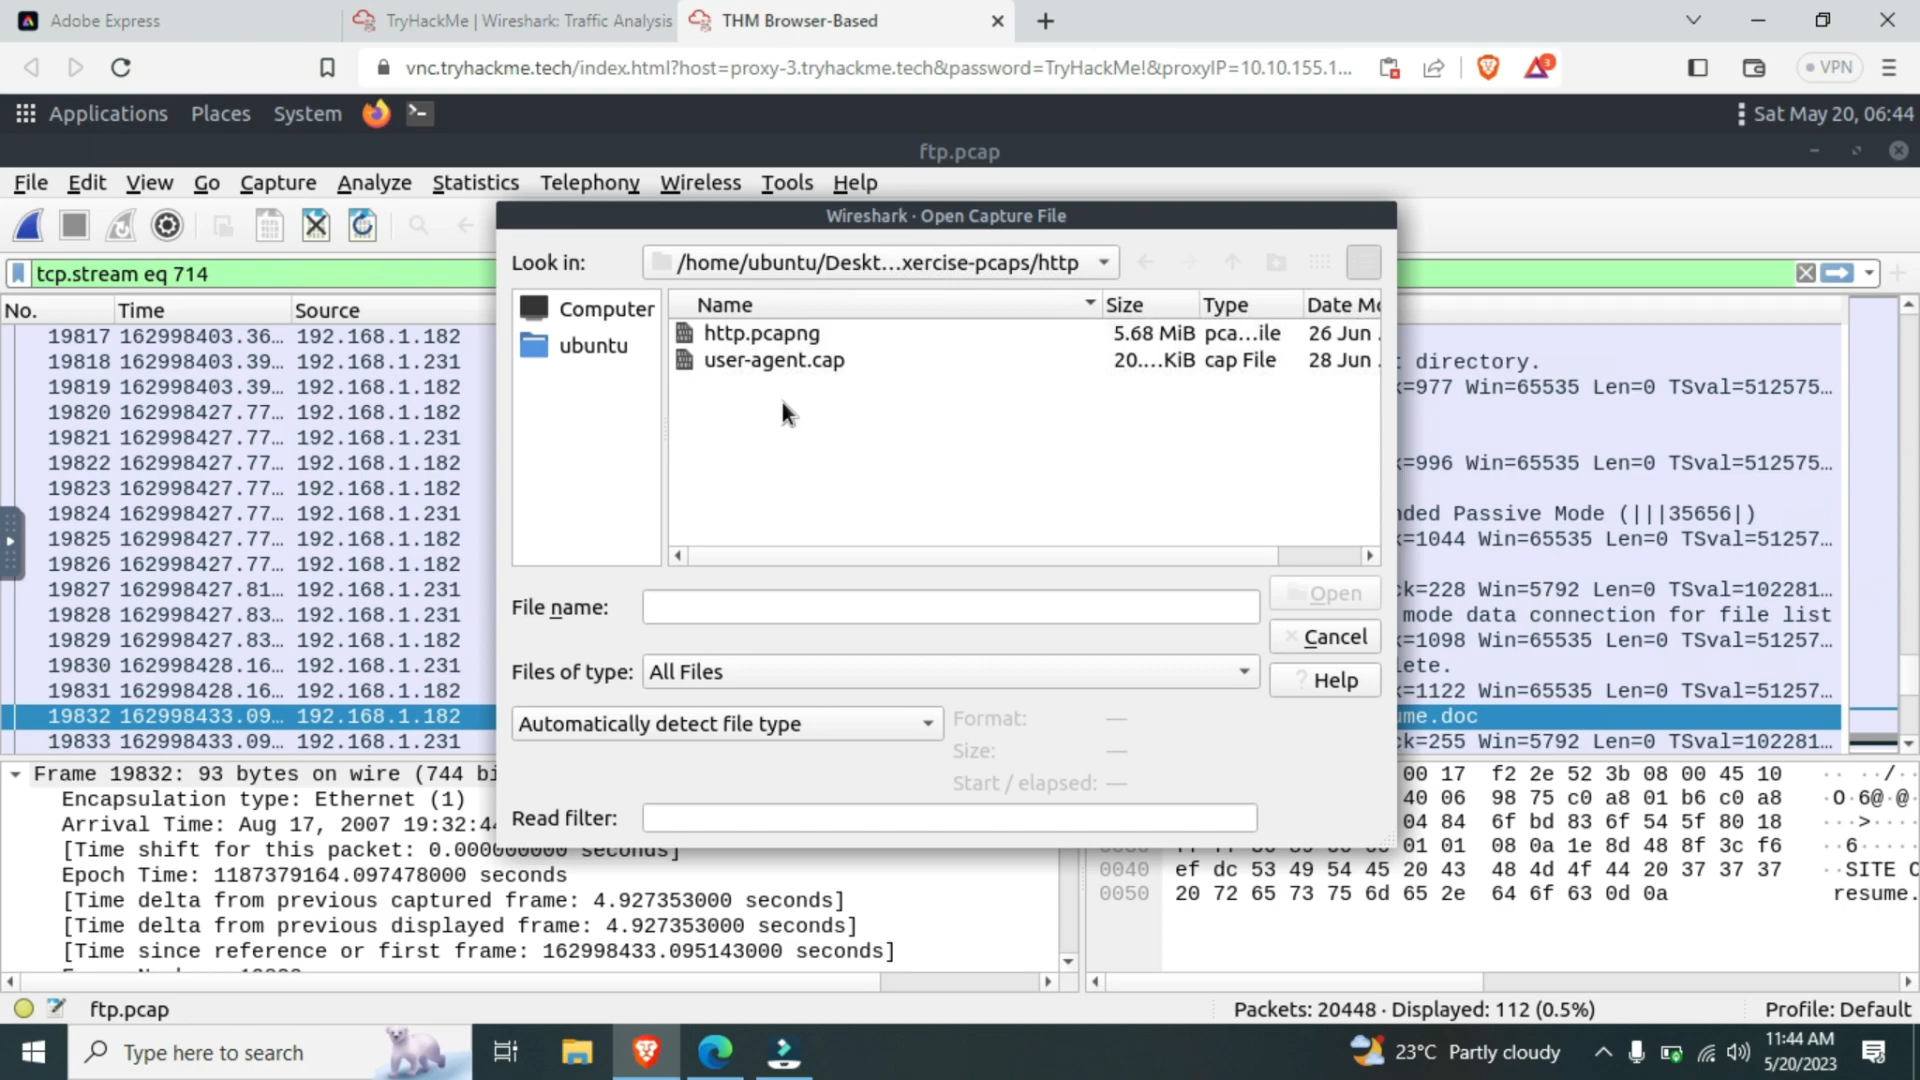 Adobe Express
TryHackMe | Wireshark: Traffic Analysis
THM Browser-Based
vnc.tryhackme.tech/index.html?host=proxy-3.tryhackme.tech&password=TryHackMe!&proxyIP=10.10.155.1...
3
VPN
Applications Places System
Sat May 20, 06:44
ftp.pcap
File Edit View Go Capture Analyze Statistics Telephony Wireless Tools Help
Wireshark · Open Capture File
Look in: /home/ubuntu/Deskt...xercise-pcaps/http
tcp.stream eq 714
No. Time Source
Computer
ubuntu
Name Size Type Date Mo
http.pcapng 5.68 MiB pca...ile 26 Jun .
user-agent.cap 20....KiB cap File 28 Jun .
19817 162998403.36… 192.168.1.182
19818 162998403.39… 192.168.1.231 t directory.
19819 162998403.39… 192.168.1.182 k=977 Win=65535 Len=0 TSval=512575…
19820 162998427.77… 192.168.1.182
19821 162998427.77… 192.168.1.231
19822 162998427.77… 192.168.1.182 k=996 Win=65535 Len=0 TSval=512575…
19823 162998427.77… 192.168.1.182
19824 162998427.77… 192.168.1.231 nded Passive Mode (|||35656|)
19825 162998427.77… 192.168.1.182 k=1044 Win=65535 Len=0 TSval=51257…
19826 162998427.77… 192.168.1.182
19827 162998427.81… 192.168.1.231 ck=228 Win=5792 Len=0 TSval=102281…
19828 162998427.83… 192.168.1.231 mode data connection for file list
19829 162998427.83… 192.168.1.182 k=1098 Win=65535 Len=0 TSval=51257…
19830 162998428.16… 192.168.1.231 lete.
19831 162998428.16… 192.168.1.182 k=1122 Win=65535 Len=0 TSval=51257…
19832 162998433.09… 192.168.1.182 ume.doc
19833 162998433.09… 192.168.1.231 ck=255 Win=5792 Len=0 TSval=102281…
File name:
Open
Cancel
Files of type: All Files
Help
Automatically detect file type
Format: —
Size: —
Start / elapsed: —
Read filter:
Frame 19832: 93 bytes on wire (744 bi
Encapsulation type: Ethernet (1)
Arrival Time: Aug 17, 2007 19:32:44
[Time shift for this packet: 0.000000000 seconds]
Epoch Time: 1187379164.097478000 seconds
[Time delta from previous captured frame: 4.927353000 seconds]
[Time delta from previous displayed frame: 4.927353000 seconds]
[Time since reference or first frame: 162998433.095143000 seconds]
00 17 f2 2e 52 3b 08 00 45 10
40 06 98 75 c0 a8 01 b6 c0 a8 ·O·6@·@·
04 84 6f bd 83 6f 54 5f 80 18
01 01 08 0a 1e 8d 48 8f 3c f6
0040 ef dc 53 49 54 45 20 43 48 4d 4f 44 20 37 37 37 ··SITE C
0050 20 72 65 73 75 6d 65 2e 64 6f 63 0d 0a resume.
ftp.pcap
Packets: 20448 · Displayed: 112 (0.5%)
Profile: Default
Type here to search
23°C Partly cloudy
11:44 AM
5/20/2023